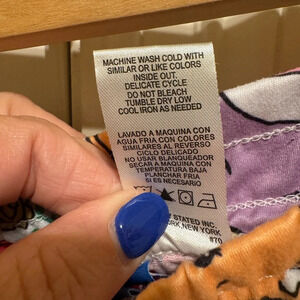 MACHINE WASH COLD WITH
SIMILAR OR LIKE COLORS
INSIDE OUT.
DELICATE CYCLE
DO NOT BLEACH
TUMBLE DRY LOW
COOL IRON AS NEEDED
LAVADO A MAQUINA CON
AGUA FRIA CON COLORES
SIMILARES AL REVERSO
CICLO DELICADO
NO USAR BLANQUEADOR
SECAR A MAQUINA CON
TEMPERATURA BAJA
PLANCHAR FRIA
SI ES NECESARIO
STATED INC.
YORK, NEW YORK
#70